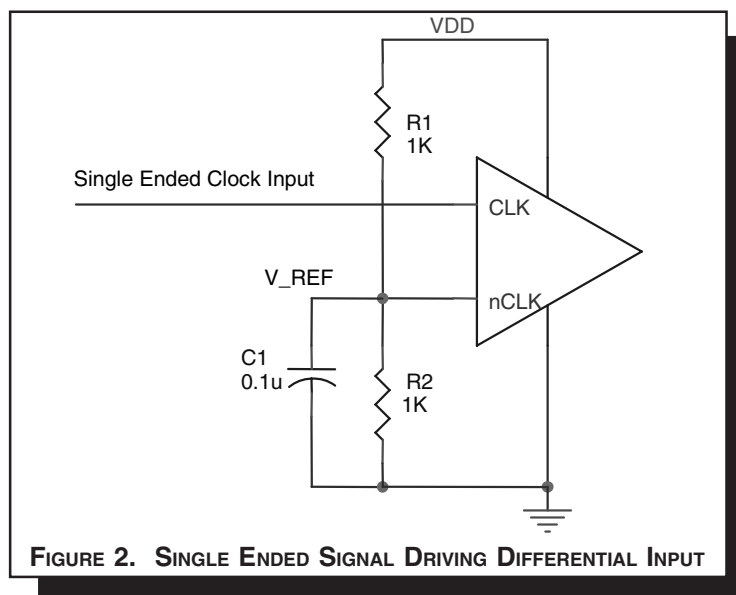 VDD
R1
1K
Single Ended Clock Input
CLK
V_REF
nCLK
C1
0.1u
R2
1K
FIGURE 2. SINGLE ENDED SIGNAL DRIVING DIFFERENTIAL INPUT